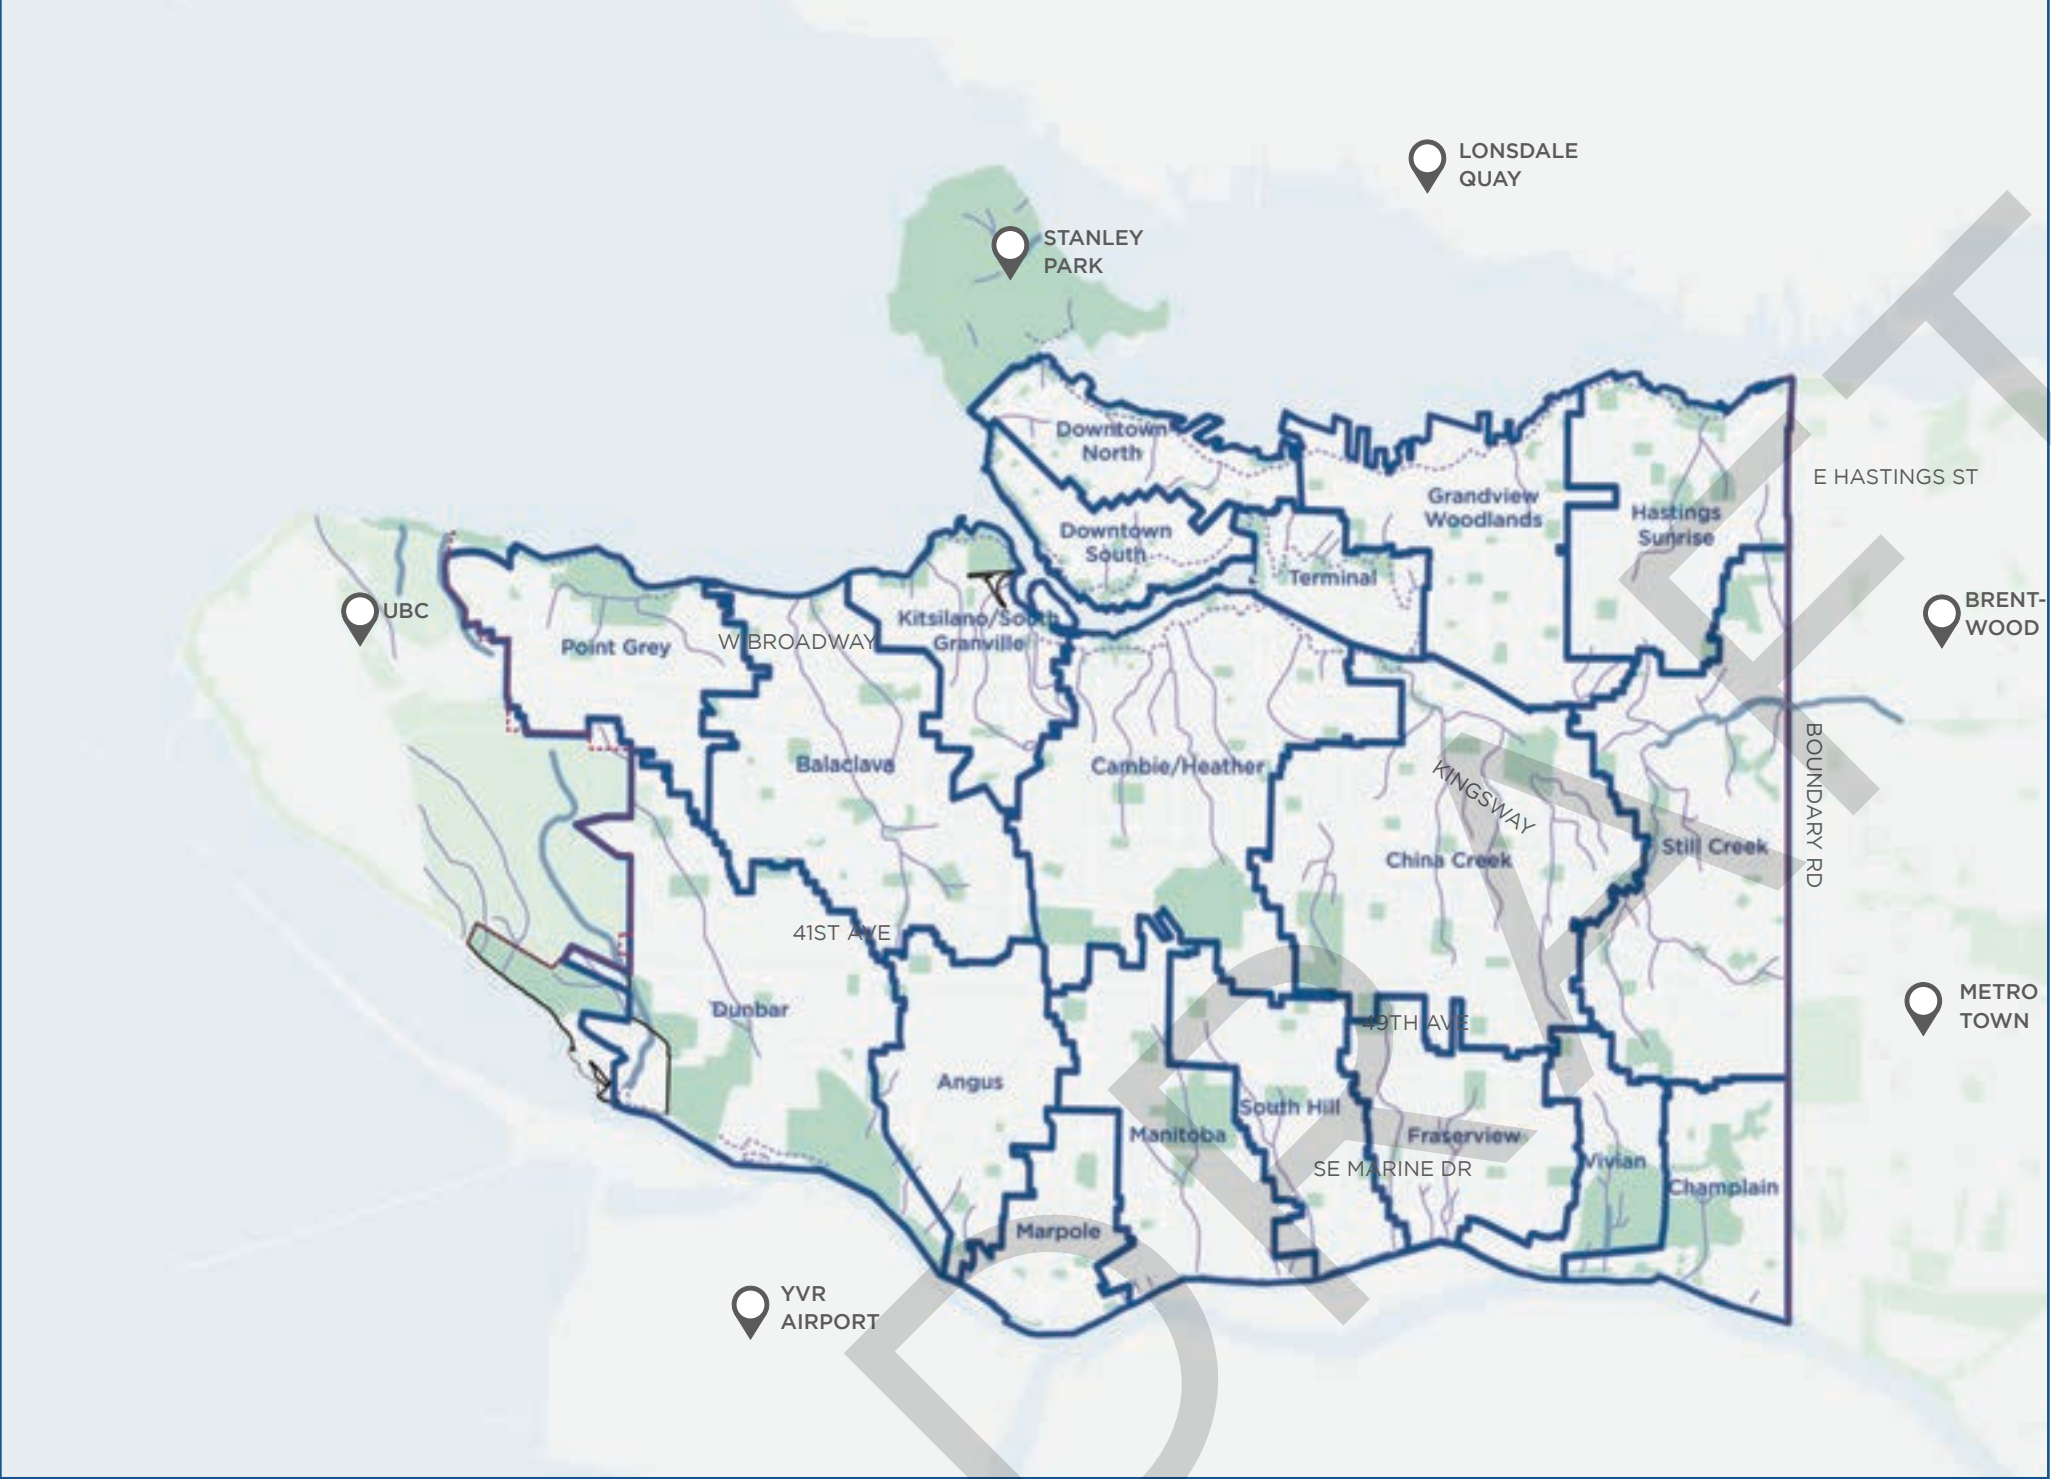 LONSDALE
QUAY
STANLEY
PARK
Downtown
North
E HASTINGS ST
Grandview
Woodlands
Hastings
Sunrise
Downtown
South
Terminal
UBC
BRENT-
WOOD
Kitsilano/South
Granville
Point Grey
W BROADWAY
Balaclava
Cambie/Heather
KINGSWAY
BOUNDARY RD
China Creek
Still Creek
41ST AVE
METRO
TOWN
Dunbar
49TH AVE
Angus
South Hill
Manitoba
Fraserview
SE MARINE DR
Vivian
Champlain
Marpole
YVR
AIRPORT
DRAFT